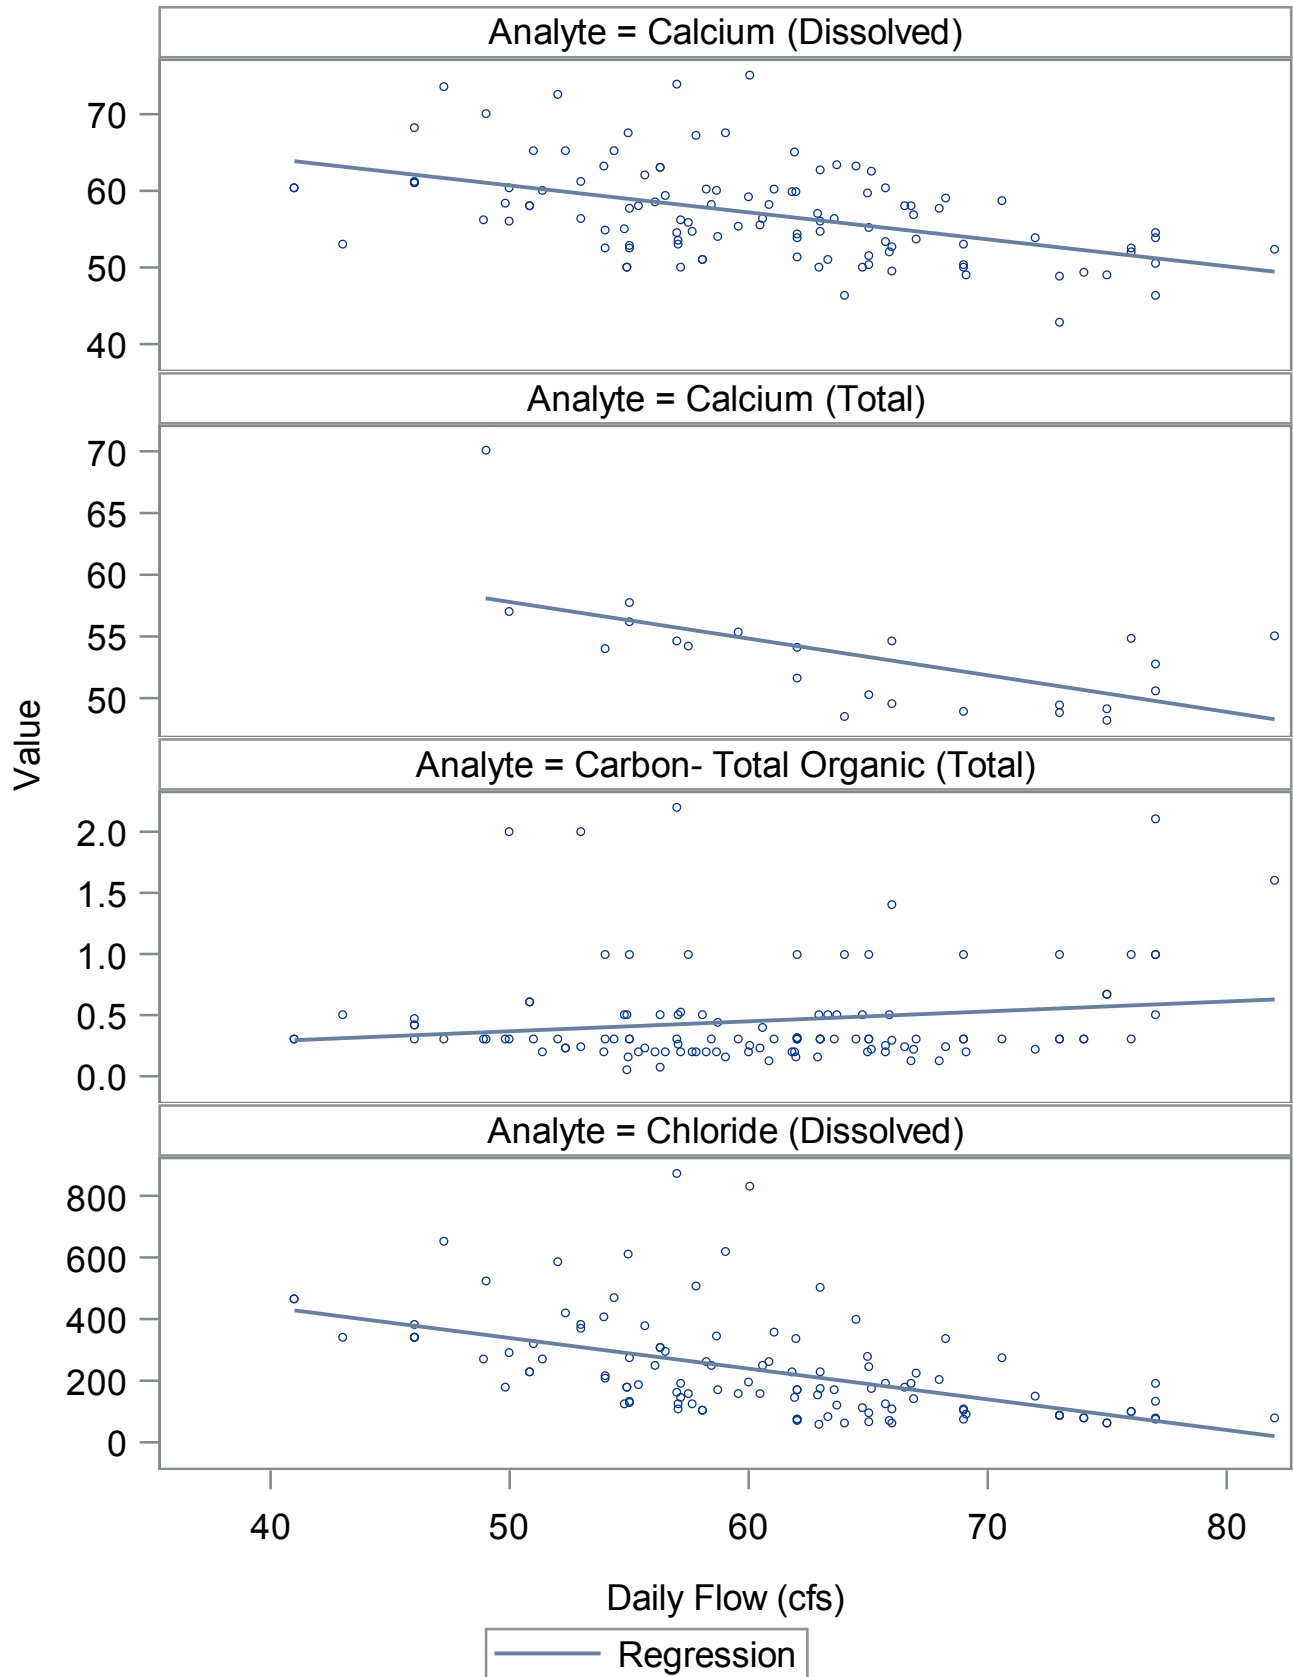 Analyte = Calcium (Dissolved)
70
60
50
40
Analyte = Calcium (Total)
70
65
60
55
50
Value
Analyte = Carbon- Total Organic (Total)
2.0
1.5
1.0
0.5
0.0
Analyte = Chloride (Dissolved)
800
600
400
200
0
40 50 60 70 80
Daily Flow (cfs)
Regression